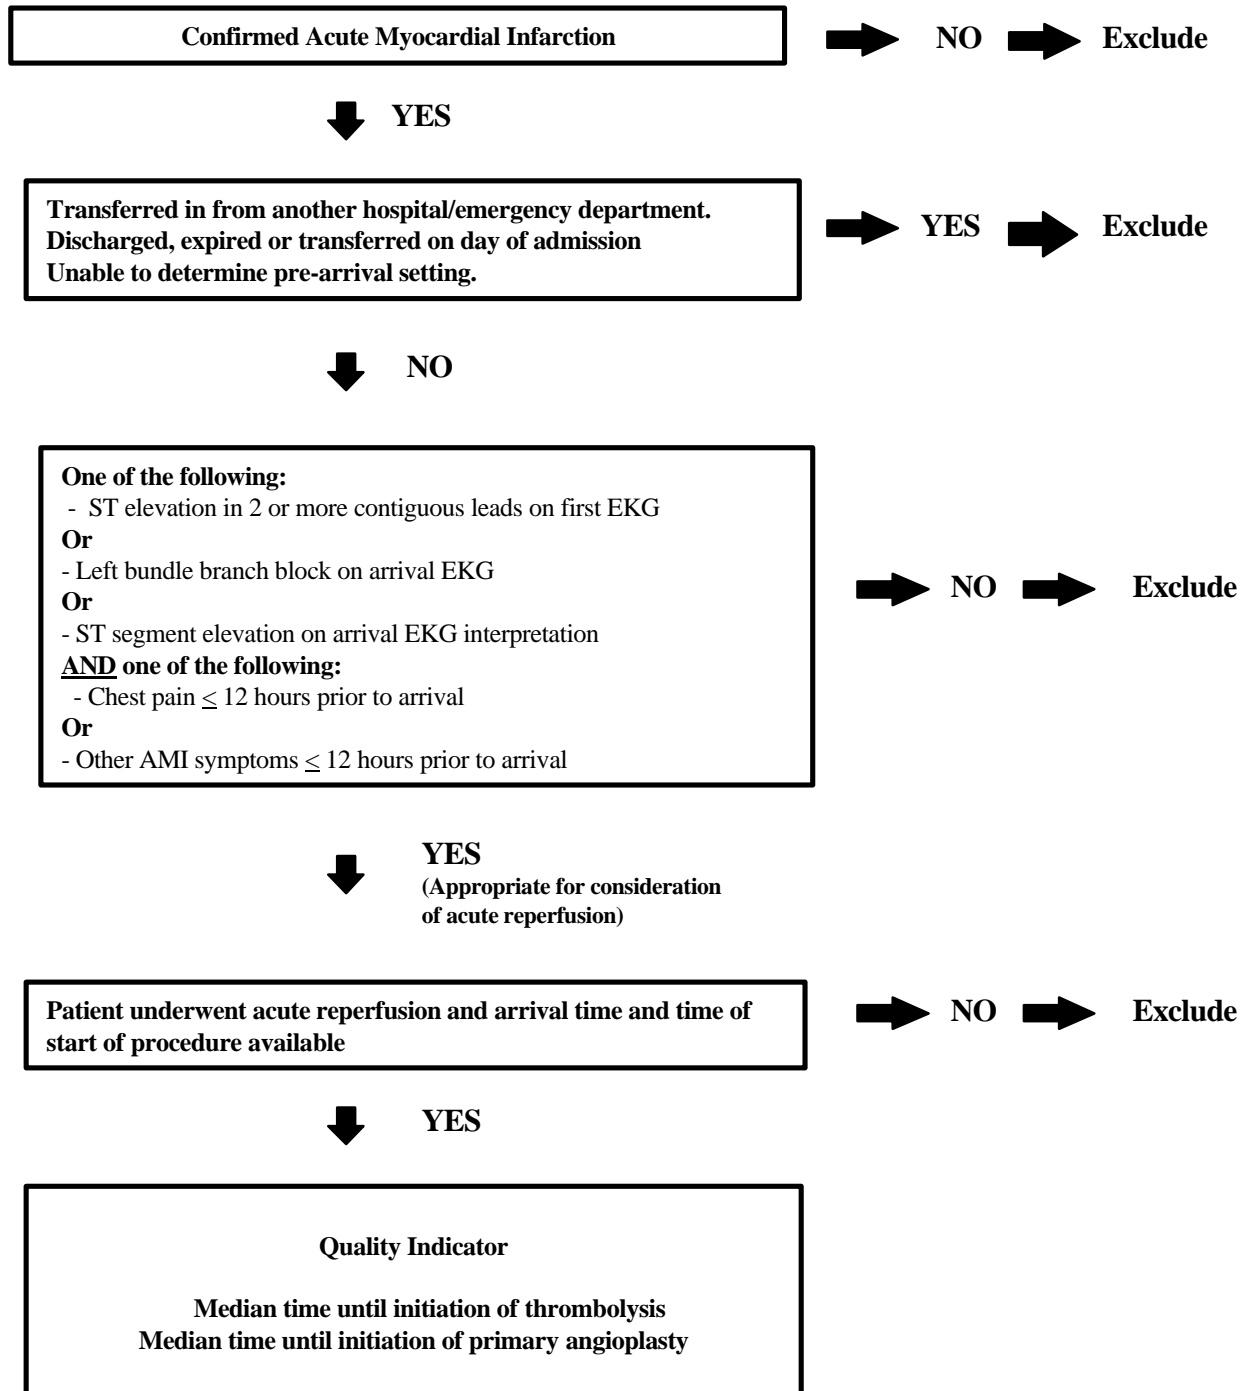 Confirmed Acute Myocardial Infarction
NO
Exclude
YES
Transferred in from another hospital/emergency department.
Discharged, expired or transferred on day of admission
Unable to determine pre-arrival setting.
YES
Exclude
NO
One of the following:
- ST elevation in 2 or more contiguous leads on first EKG
Or
- Left bundle branch block on arrival EKG
Or
- ST segment elevation on arrival EKG interpretation
AND one of the following:
- Chest pain ≤ 12 hours prior to arrival
Or
- Other AMI symptoms ≤ 12 hours prior to arrival
NO
Exclude
YES
(Appropriate for consideration
of acute reperfusion)
Patient underwent acute reperfusion and arrival time and time of
start of procedure available
NO
Exclude
YES
Quality Indicator
Median time until initiation of thrombolysis
Median time until initiation of primary angioplasty